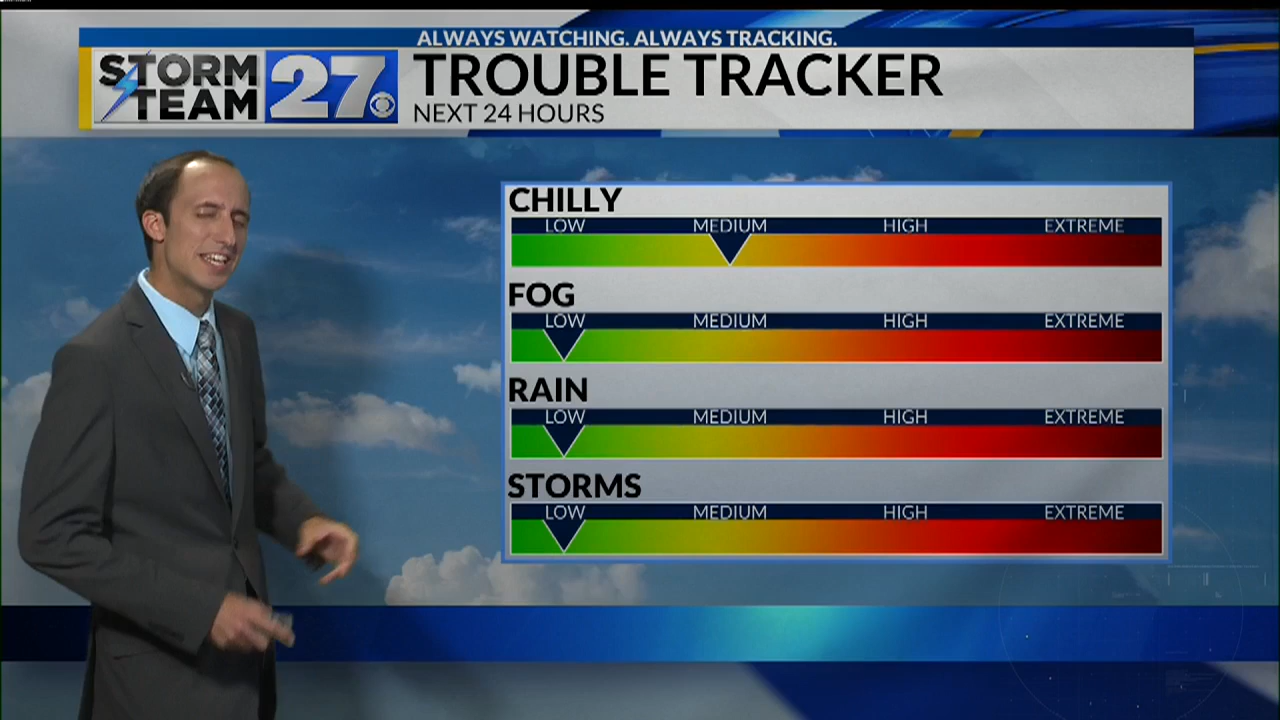 ALWAYS WATCHING. ALWAYS TRACKING.
STORM
TEAM
27
TROUBLE TRACKER
NEXT 24 HOURS
CHILLY
LOW MEDIUM HIGH EXTREME
FOG
LOW MEDIUM HIGH EXTREME
RAIN
LOW MEDIUM HIGH EXTREME
STORMS
LOW MEDIUM HIGH EXTREME